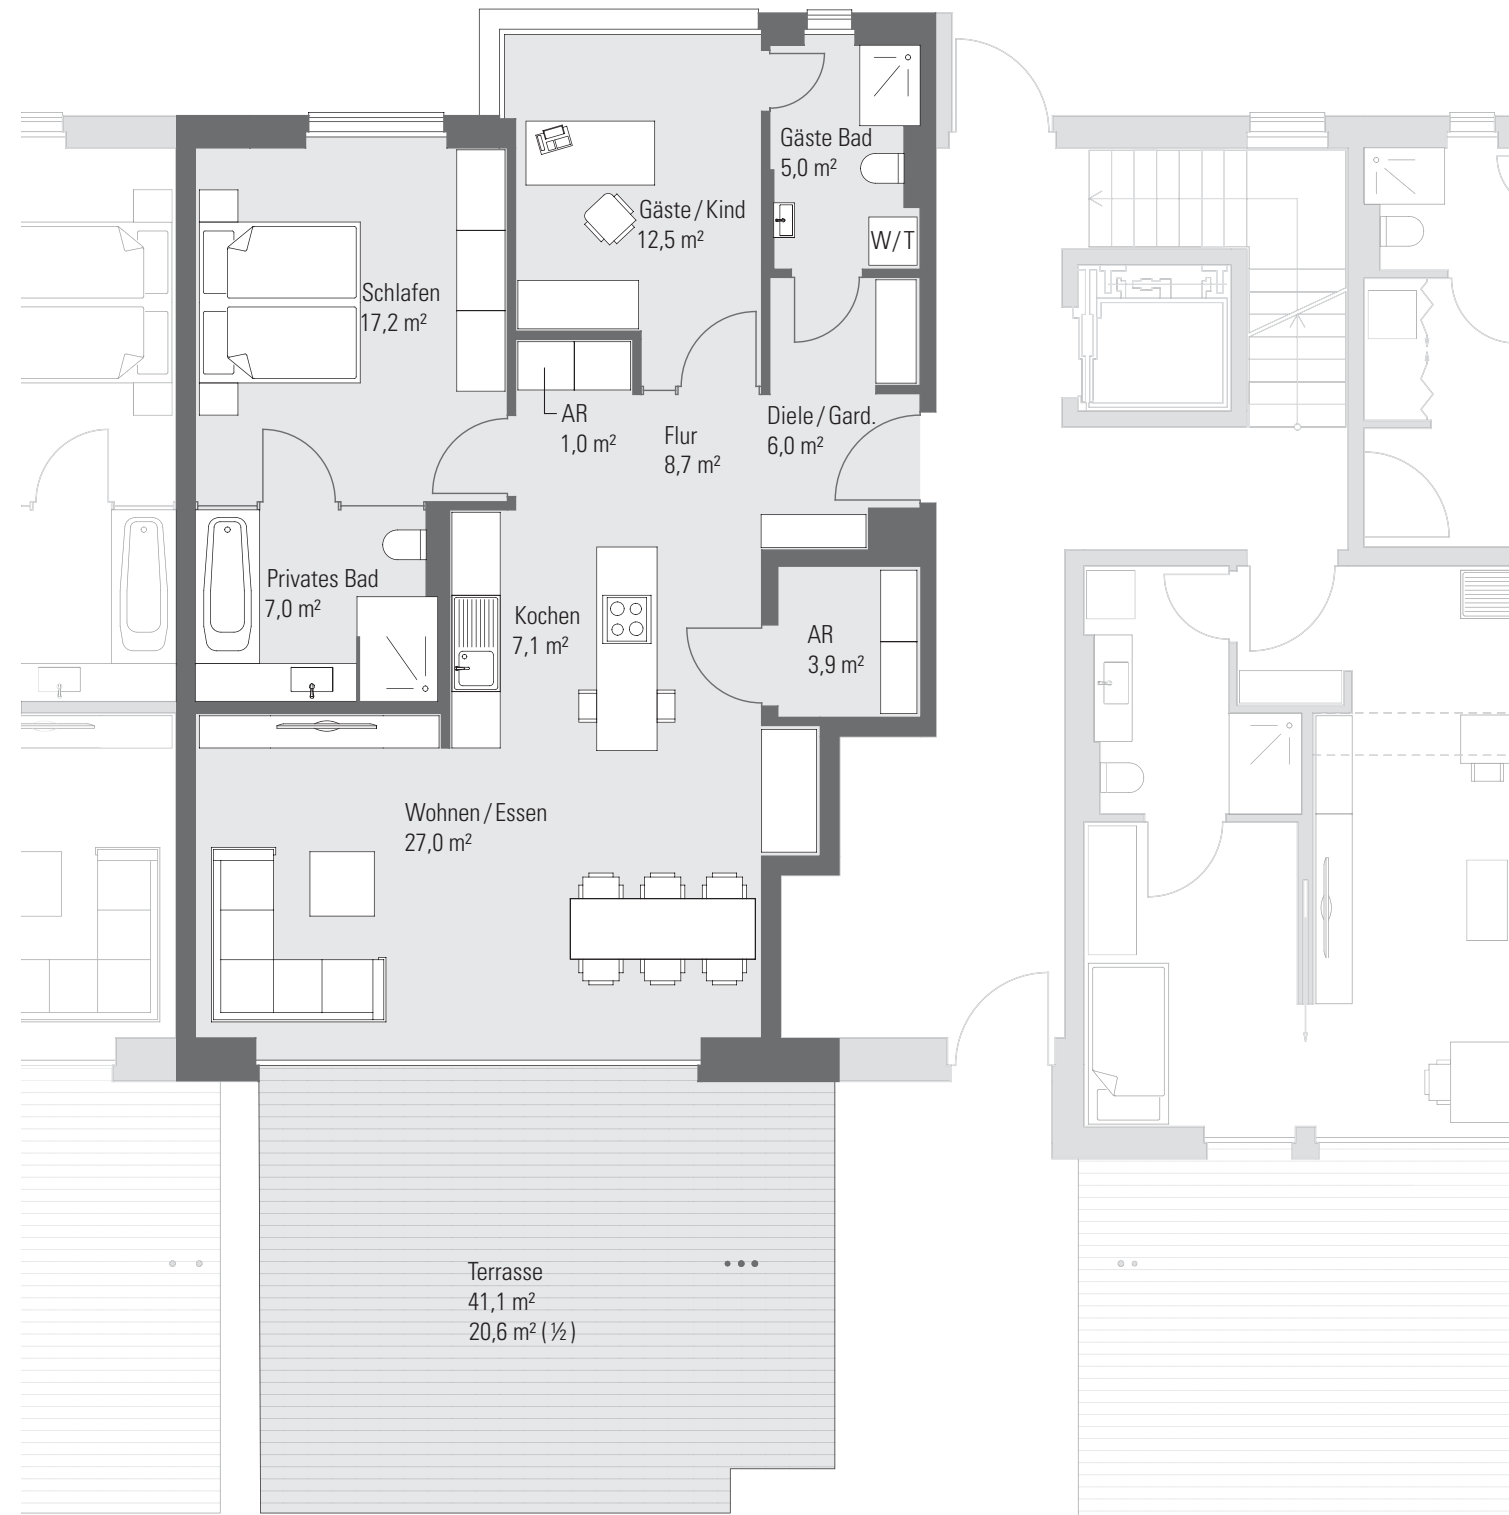 Gäste Bad
5,0 m²
Gäste / Kind
12,5 m²
W/T
Schlafen
17,2 m²
AR
1,0 m²
Flur
8,7 m²
Diele / Gard.
6,0 m²
Privates Bad
7,0 m²
Kochen
7,1 m²
AR
3,9 m²
Wohnen / Essen
27,0 m²
Terrasse
41,1 m²
20,6 m² ( ½ )